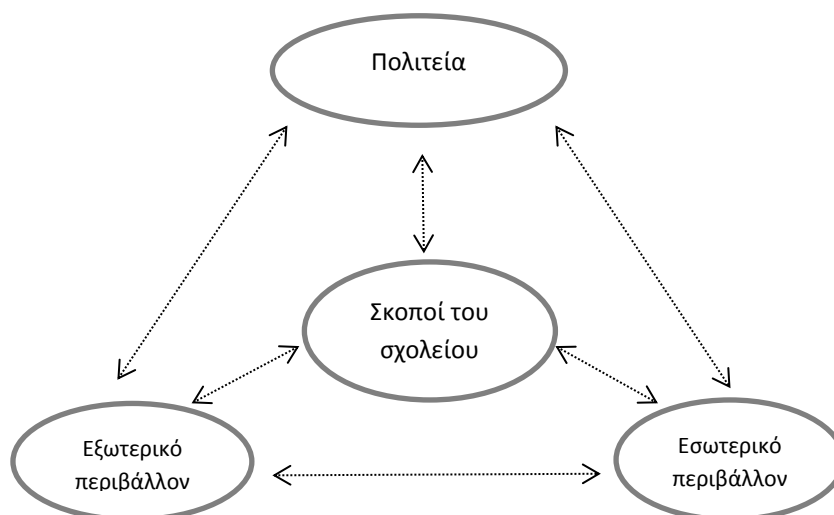 Πολιτεία
Σκοποί του
σχολείου
Εξωτερικό
περιβάλλον
Εσωτερικό
περιβάλλον